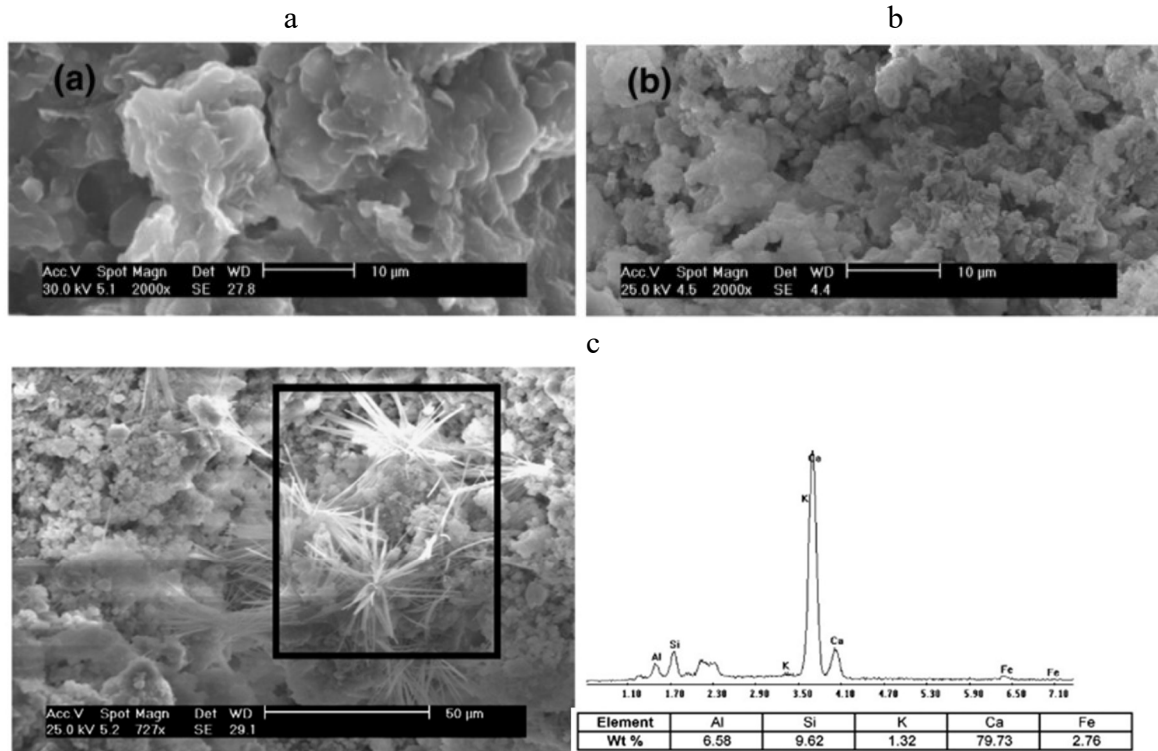 a
b
(a)
Acc.V Spot Magn Det WD 10 μm
30.0 kV 5.1 2000x SE 27.8
(b)
Acc.V Spot Magn Det WD 10 μm
25.0 kV 4.5 2000x SE 4.4
c
Acc.V Spot Magn Det WD 50 μm
25.0 kV 5.2 727x SE 29.1
Ca
K
Al Si K Ca Fe Fe
1.10 1.70 2.30 2.90 3.50 4.10 4.70 5.30 5.90 6.50 7.10
Element Al Si K Ca Fe
Wt % 6.58 9.62 1.32 79.73 2.76